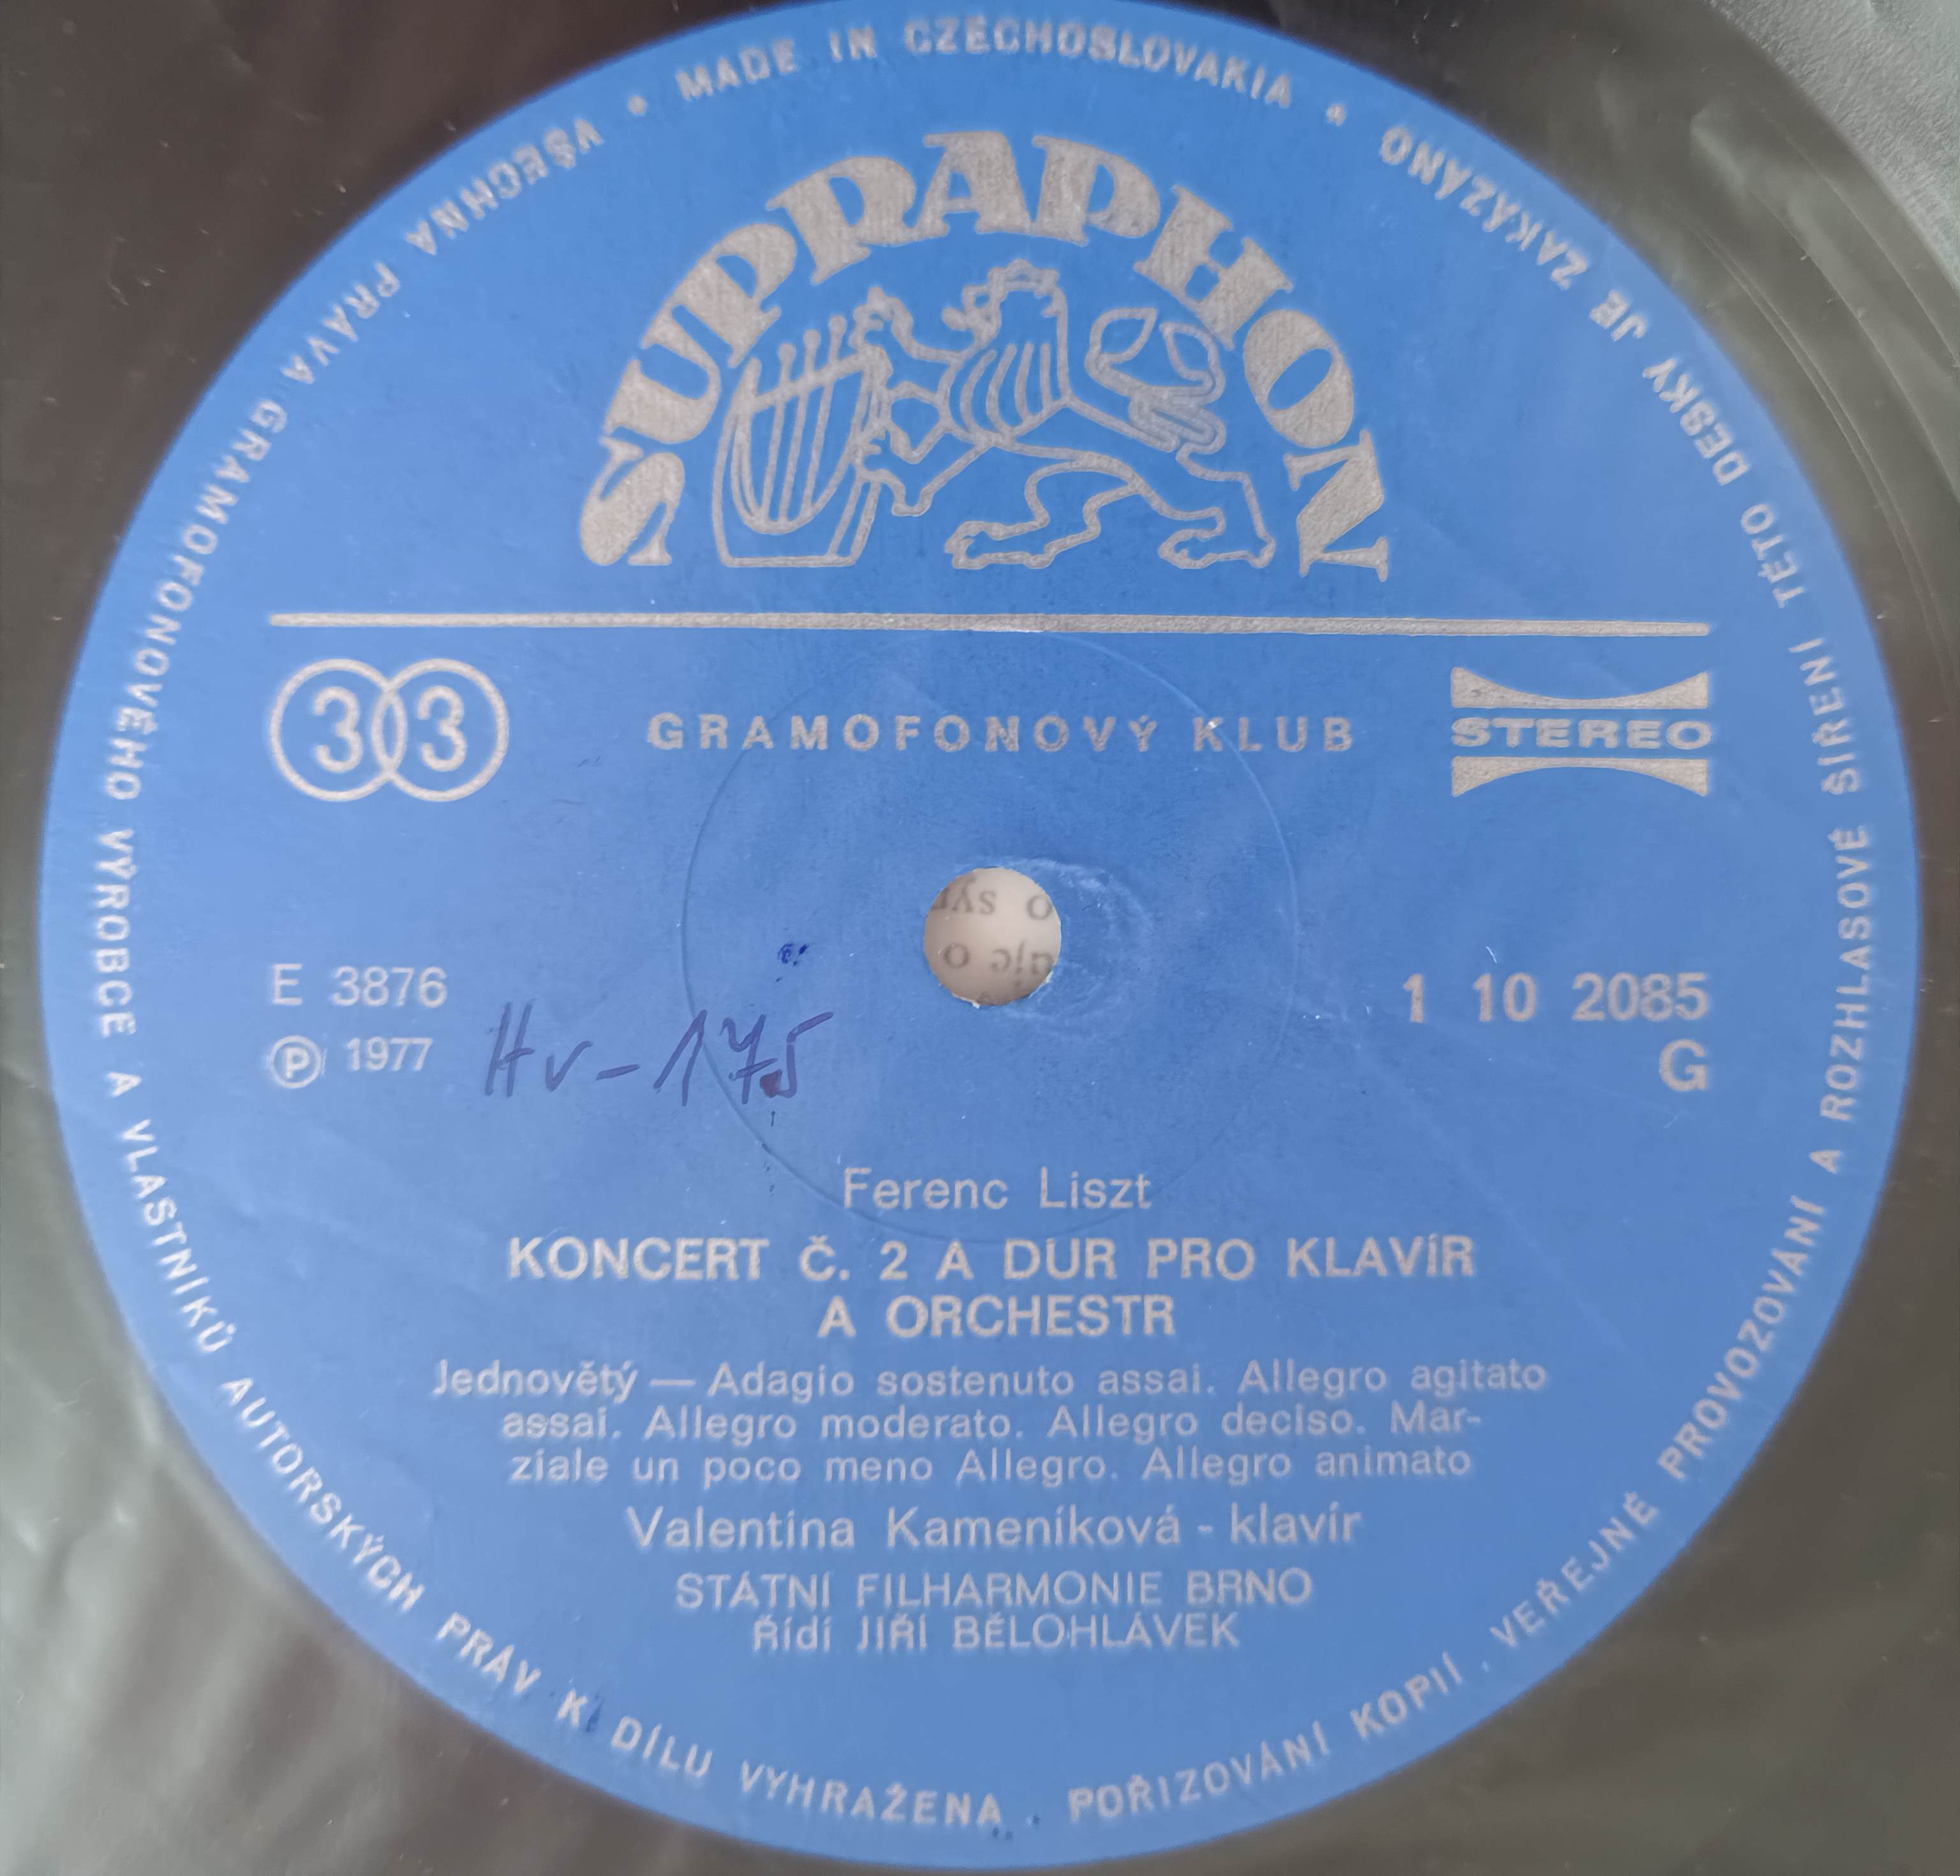 VŠECHNA PRÁVA GRAMOFONOVÉHO VÝROBCE A VLASTNÍKŮ AUTORSKÝCH PRÁV K DÍLU VYHRAŽENA . POŘIZOVÁNÍ KOPIÍ . VEŘEJNÉ PROVOZOVÁNÍ A ROZHLASOVÉ ŠÍŘENÍ TÉTO DESKY JE ZAKÁZÁNO • MADE IN CZECHOSLOVAKIA •
SUPRAPHON
33
GRAMOFONOVÝ KLUB
STEREO
E 3876
Ⓟ 1977
Hv-175
1 10 2085
G
Ferenc Liszt
KONCERT Č. 2 A DUR PRO KLAVÍR
A ORCHESTR
Jednovětý — Adagio sostenuto assai. Allegro agitato
assai. Allegro moderato. Allegro deciso. Mar-
ziale un poco meno Allegro. Allegro animato
Valentina Kameníková - klavír
STÁTNÍ FILHARMONIE BRNO
Řídí JIŘÍ BĚLOHLÁVEK